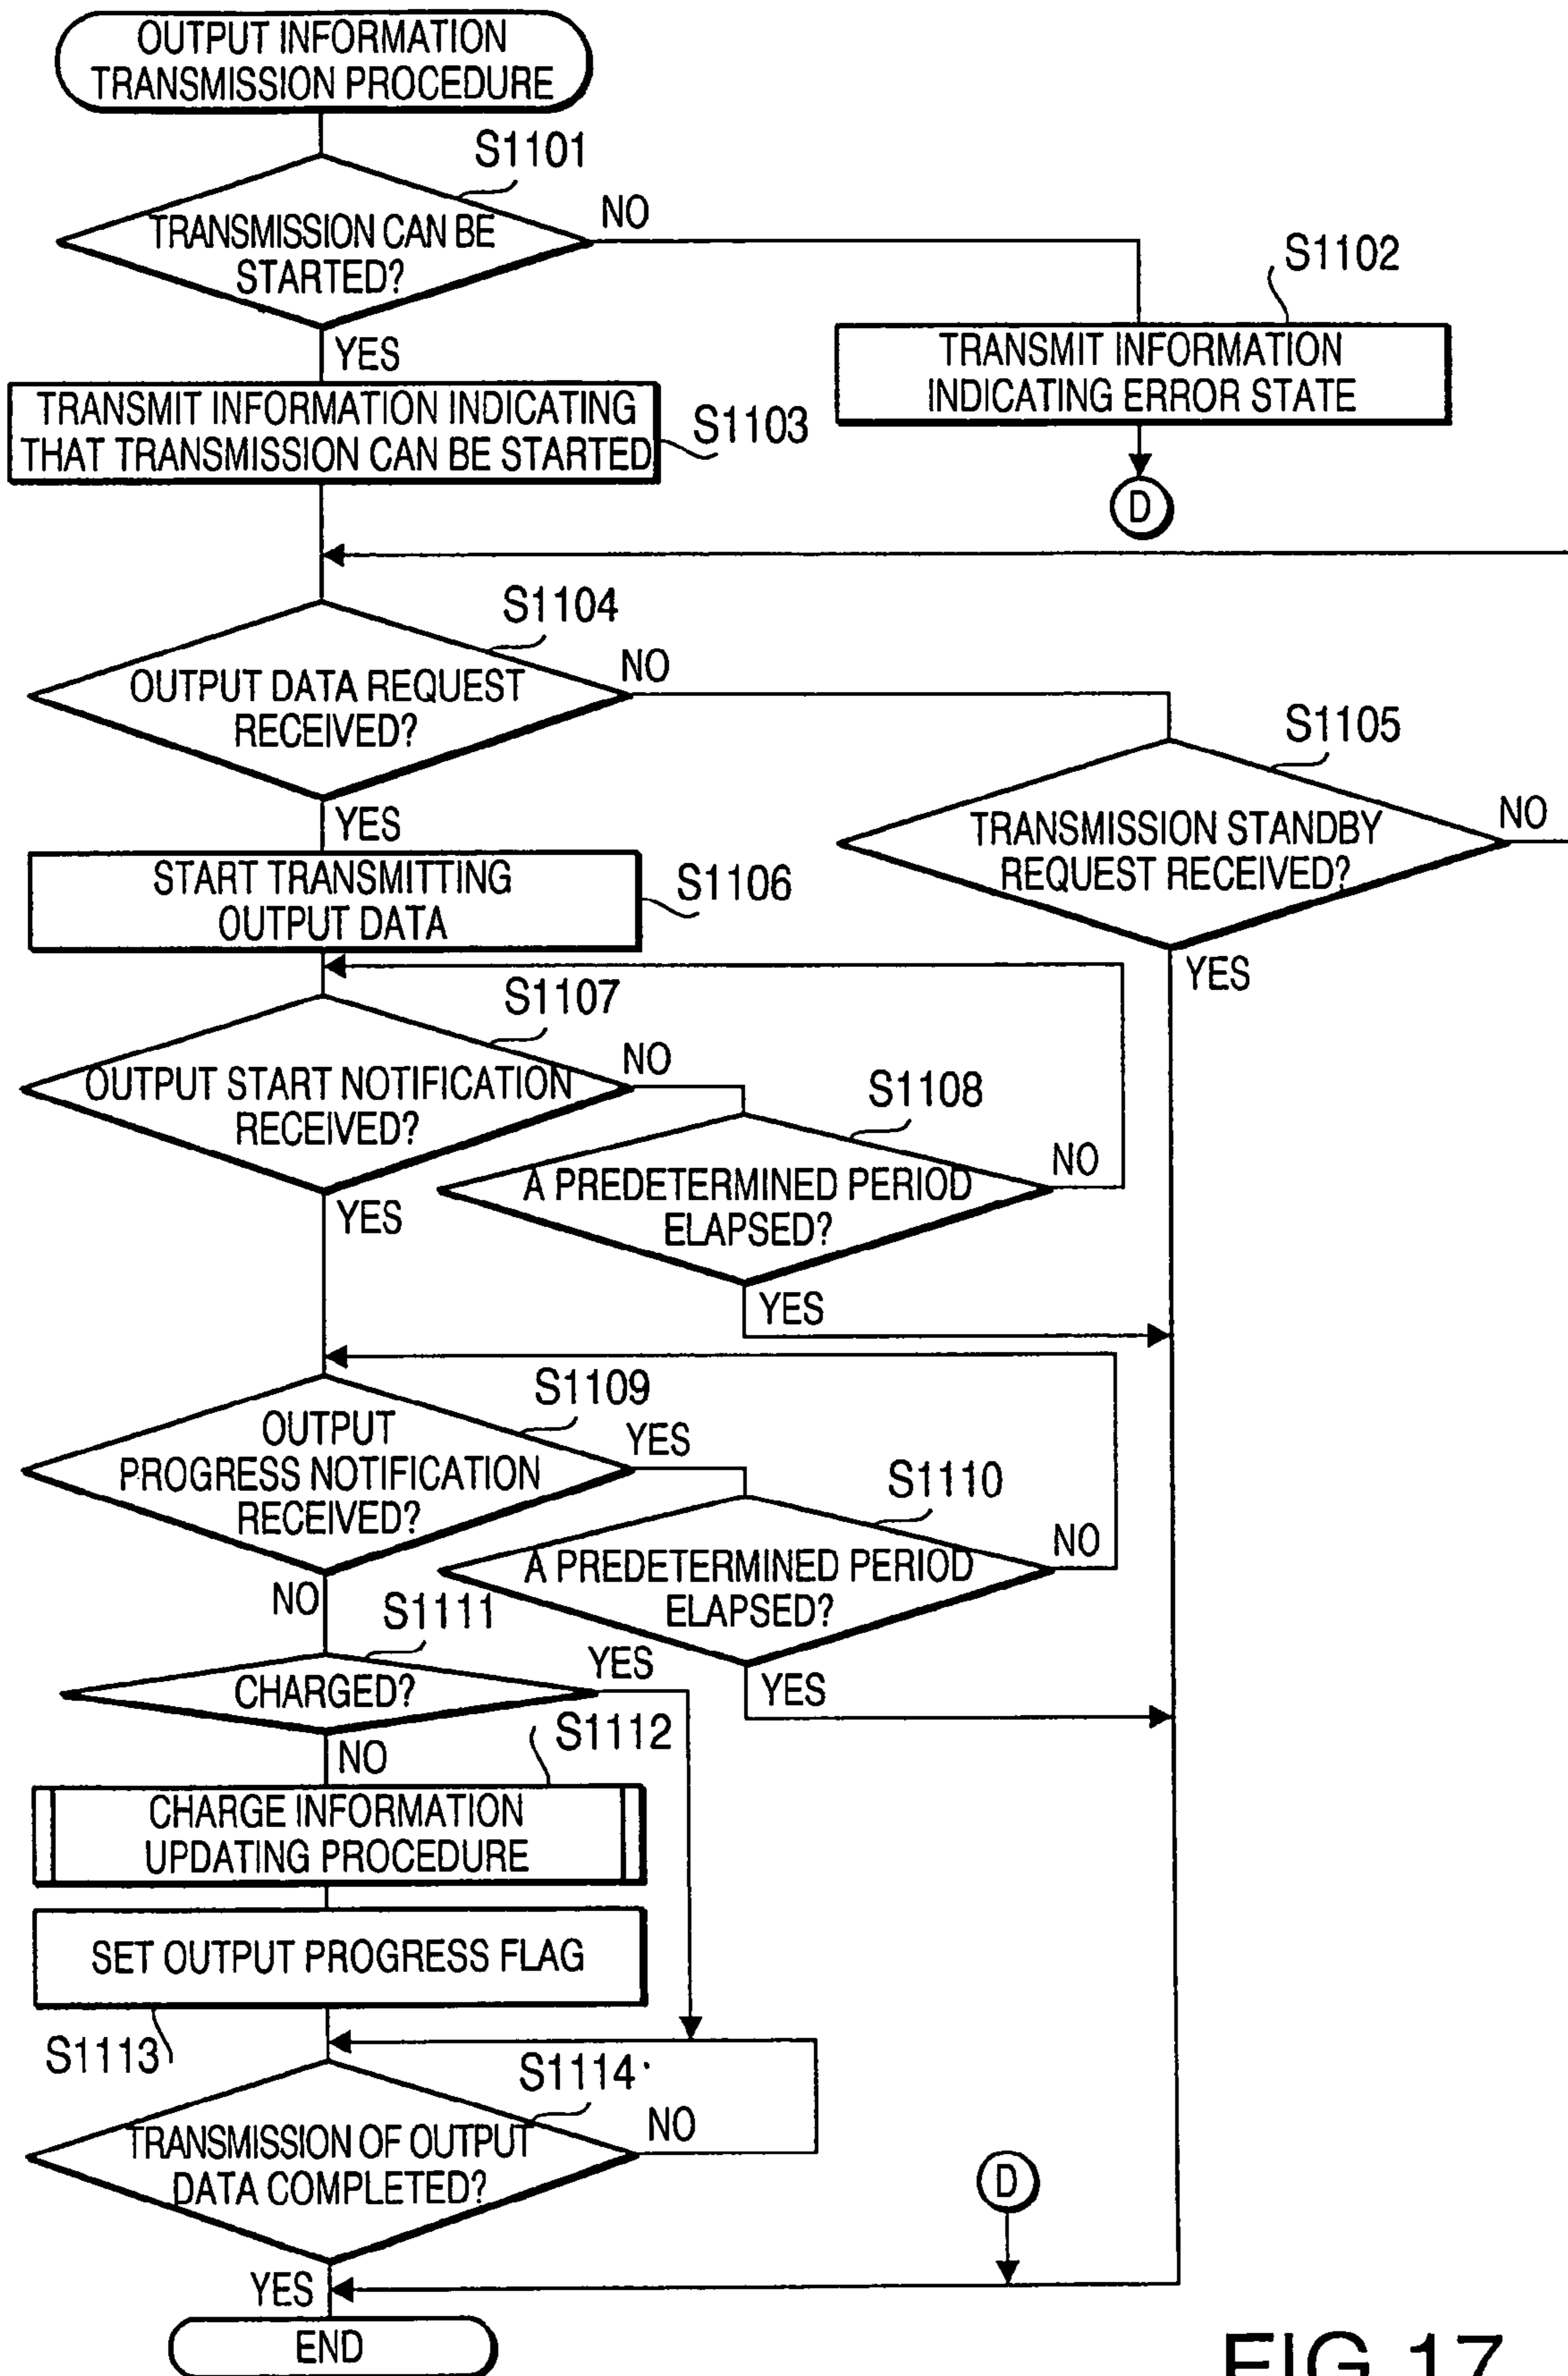 OUTPUT INFORMATION
TRANSMISSION PROCEDURE
S1101
TRANSMISSION CAN BE
STARTED?
NO
S1102
TRANSMIT INFORMATION
INDICATING ERROR STATE
D
YES
TRANSMIT INFORMATION INDICATING
THAT TRANSMISSION CAN BE STARTED
S1103
S1104
OUTPUT DATA REQUEST
RECEIVED?
NO
S1105
TRANSMISSION STANDBY
REQUEST RECEIVED?
NO
YES
YES
START TRANSMITTING
OUTPUT DATA
S1106
S1107
OUTPUT START NOTIFICATION
RECEIVED?
NO
S1108
A PREDETERMINED PERIOD
ELAPSED?
NO
YES
YES
S1109
OUTPUT
PROGRESS NOTIFICATION
RECEIVED?
YES
S1110
A PREDETERMINED PERIOD
ELAPSED?
NO
YES
NO
S1111
CHARGED?
YES
NO
S1112
CHARGE INFORMATION
UPDATING PROCEDURE
SET OUTPUT PROGRESS FLAG
S1113
S1114
TRANSMISSION OF OUTPUT
DATA COMPLETED?
NO
D
YES
END
FIG.17